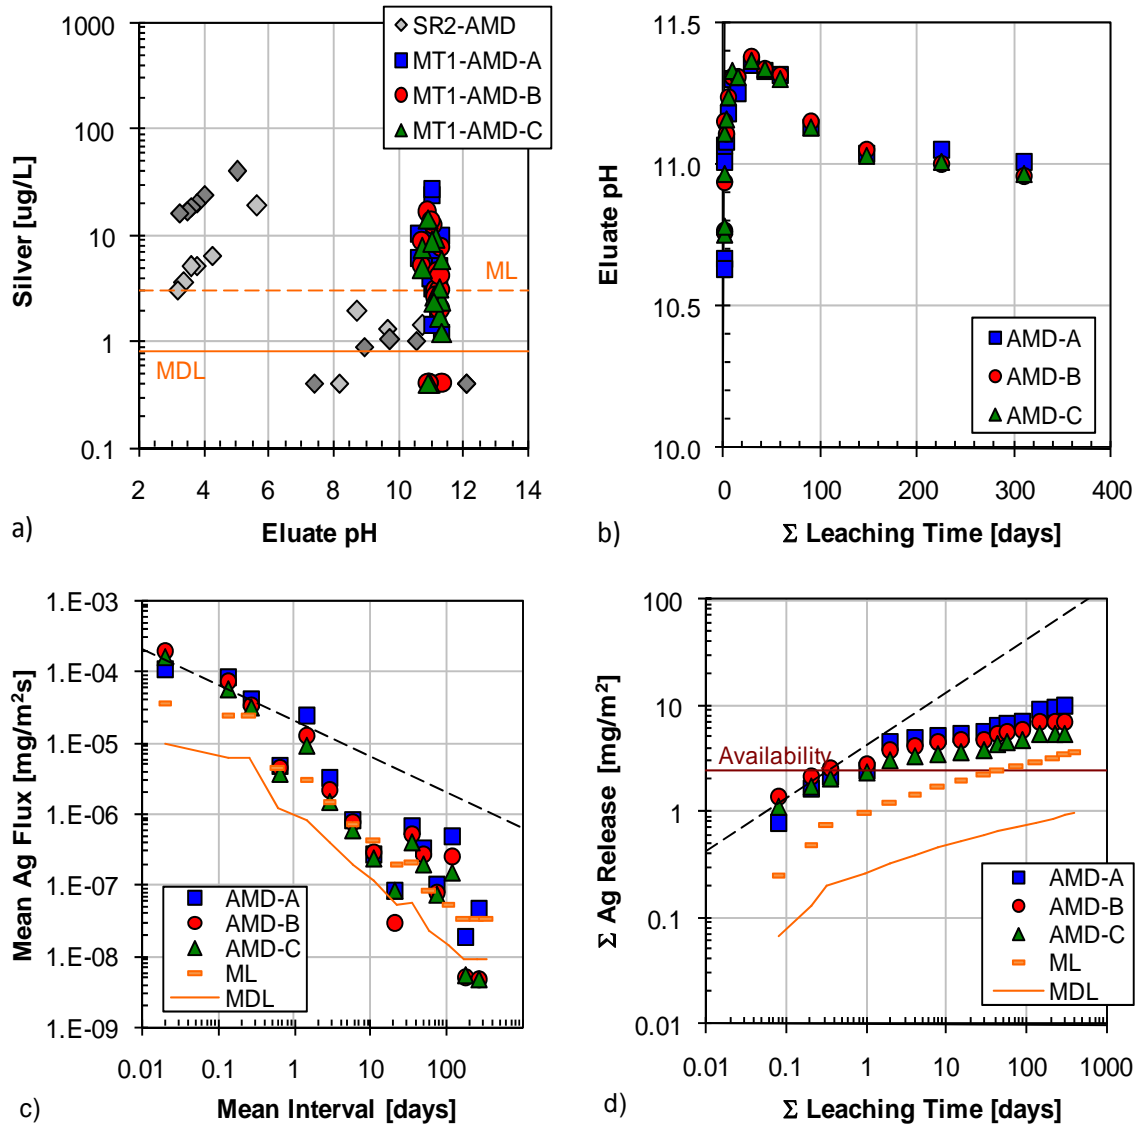 1000
100
10
1
0.1
Silver [ug/L]
SR2-AMD
MT1-AMD-A
MT1-AMD-B
MT1-AMD-C
ML
MDL
2 4 6 8 10 12 14
Eluate pH
a)
11.5
11.0
10.5
10.0
Eluate pH
AMD-A
AMD-B
AMD-C
0 100 200 300 400
Σ Leaching Time [days]
b)
1.E-03
1.E-04
1.E-05
1.E-06
1.E-07
1.E-08
1.E-09
Mean Ag Flux [mg/m²s]
AMD-A
AMD-B
AMD-C
ML
MDL
0.01 0.1 1 10 100
Mean Interval [days]
c)
100
10
1
0.1
0.01
Σ Ag Release [mg/m²]
Availability
AMD-A
AMD-B
AMD-C
ML
MDL
0.01 0.1 1 10 100 1000
Σ Leaching Time [days]
d)